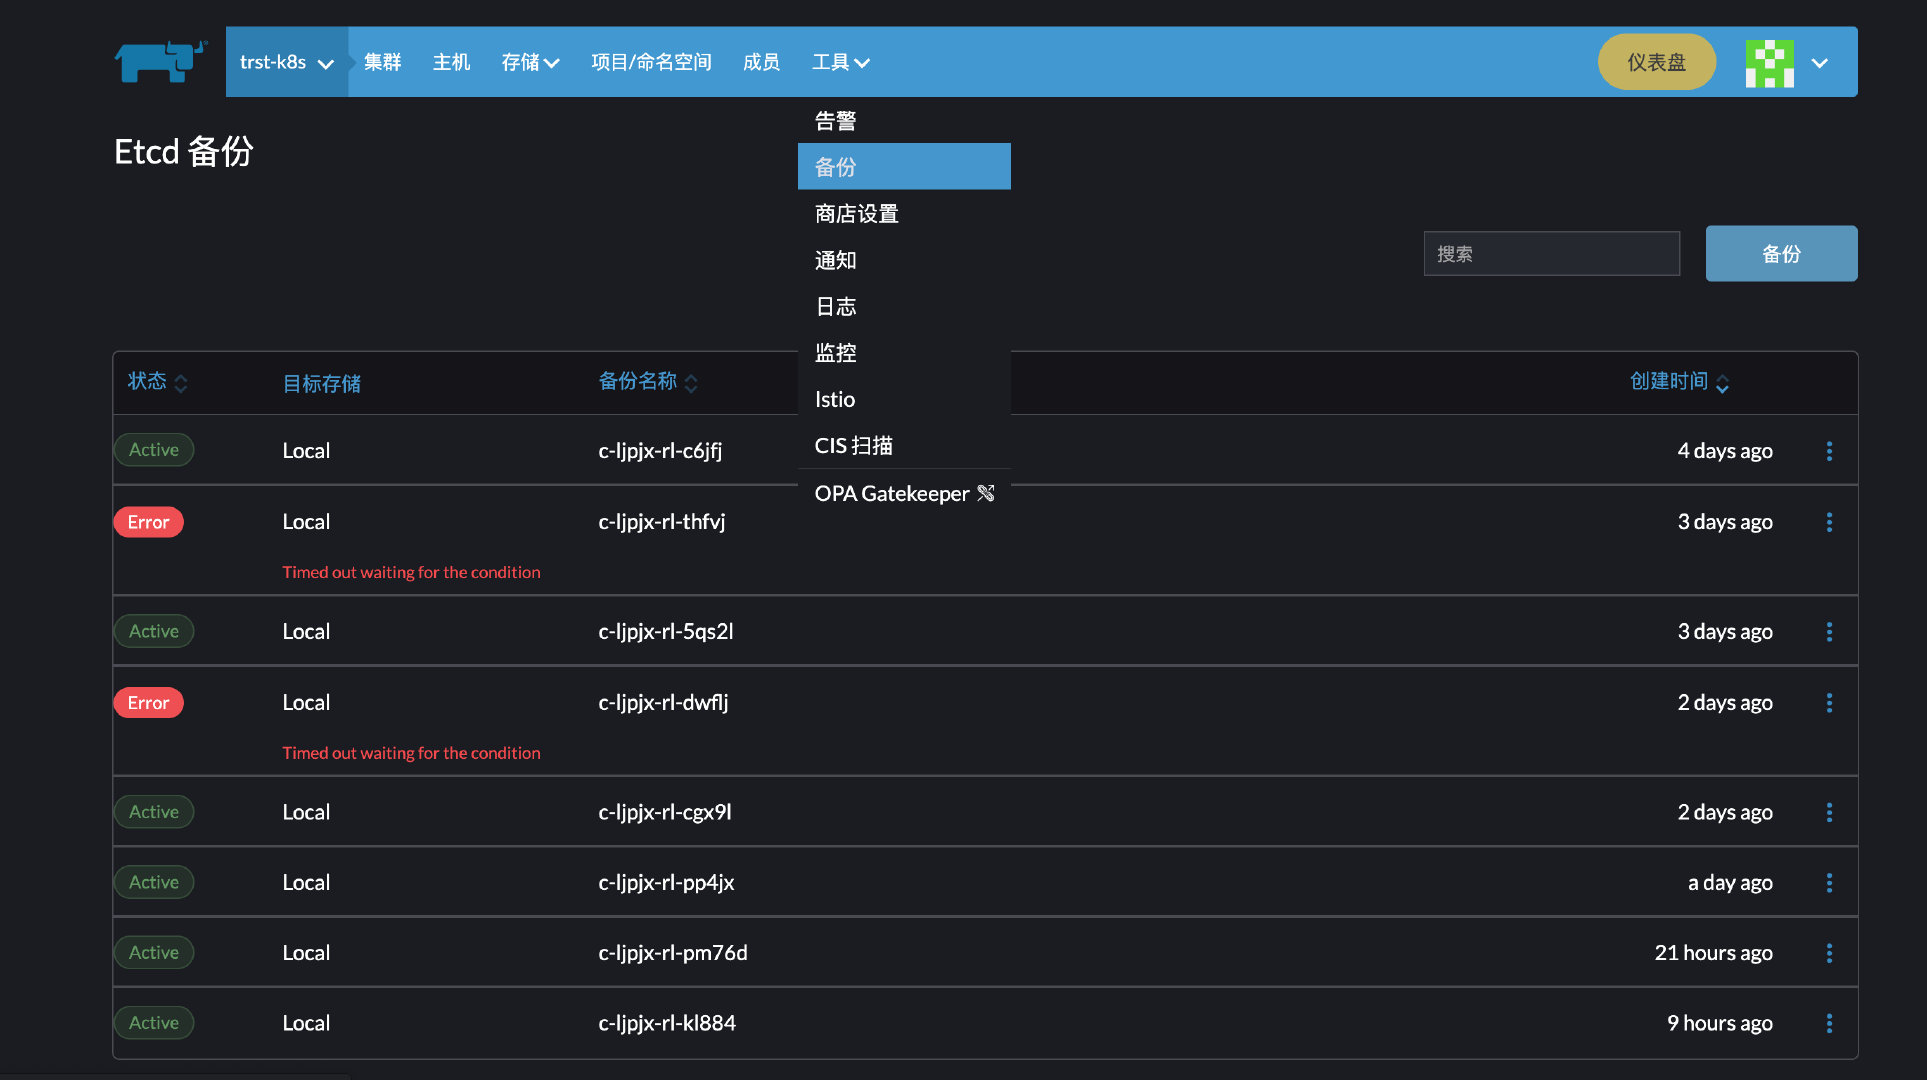 trst-k8s 集群 主机 存储 项目/命名空间 成员 工具 仪表盘
告警
备份
商店设置
通知
日志
监控
Istio
CIS 扫描
OPA Gatekeeper
Etcd 备份
搜索 备份
状态 目标存储 备份名称 创建时间
Active Local c-ljpjx-rl-c6jfj 4 days ago
Error Local c-ljpjx-rl-thfvj 3 days ago
Timed out waiting for the condition
Active Local c-ljpjx-rl-5qs2l 3 days ago
Error Local c-ljpjx-rl-dwflj 2 days ago
Timed out waiting for the condition
Active Local c-ljpjx-rl-cgx9l 2 days ago
Active Local c-ljpjx-rl-pp4jx a day ago
Active Local c-ljpjx-rl-pm76d 21 hours ago
Active Local c-ljpjx-rl-kl884 9 hours ago